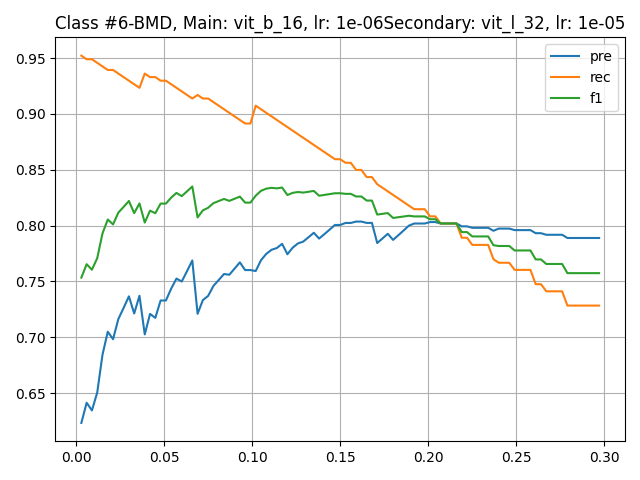 Class #6-BMD, Main: vit_b_16, lr: 1e-06Secondary: vit_l_32, lr: 1e-05
pre
rec
f1
0.95
0.90
0.85
0.80
0.75
0.70
0.65
0.00 0.05 0.10 0.15 0.20 0.25 0.30